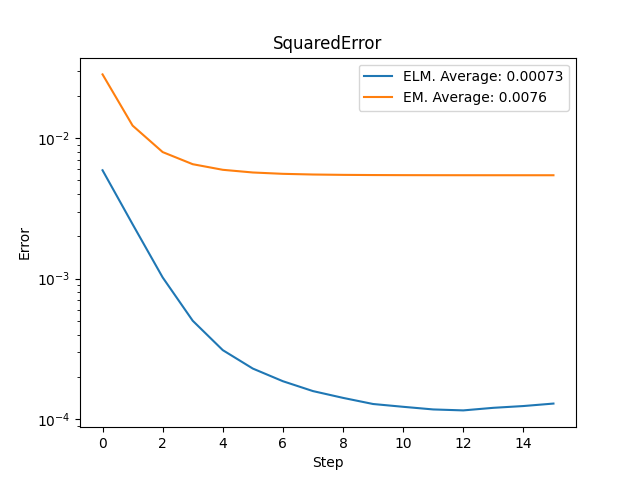 SquaredError
ELM. Average: 0.00073
EM. Average: 0.0076
10⁻²
10⁻³
10⁻⁴
Error
0 2 4 6 8 10 12 14
Step